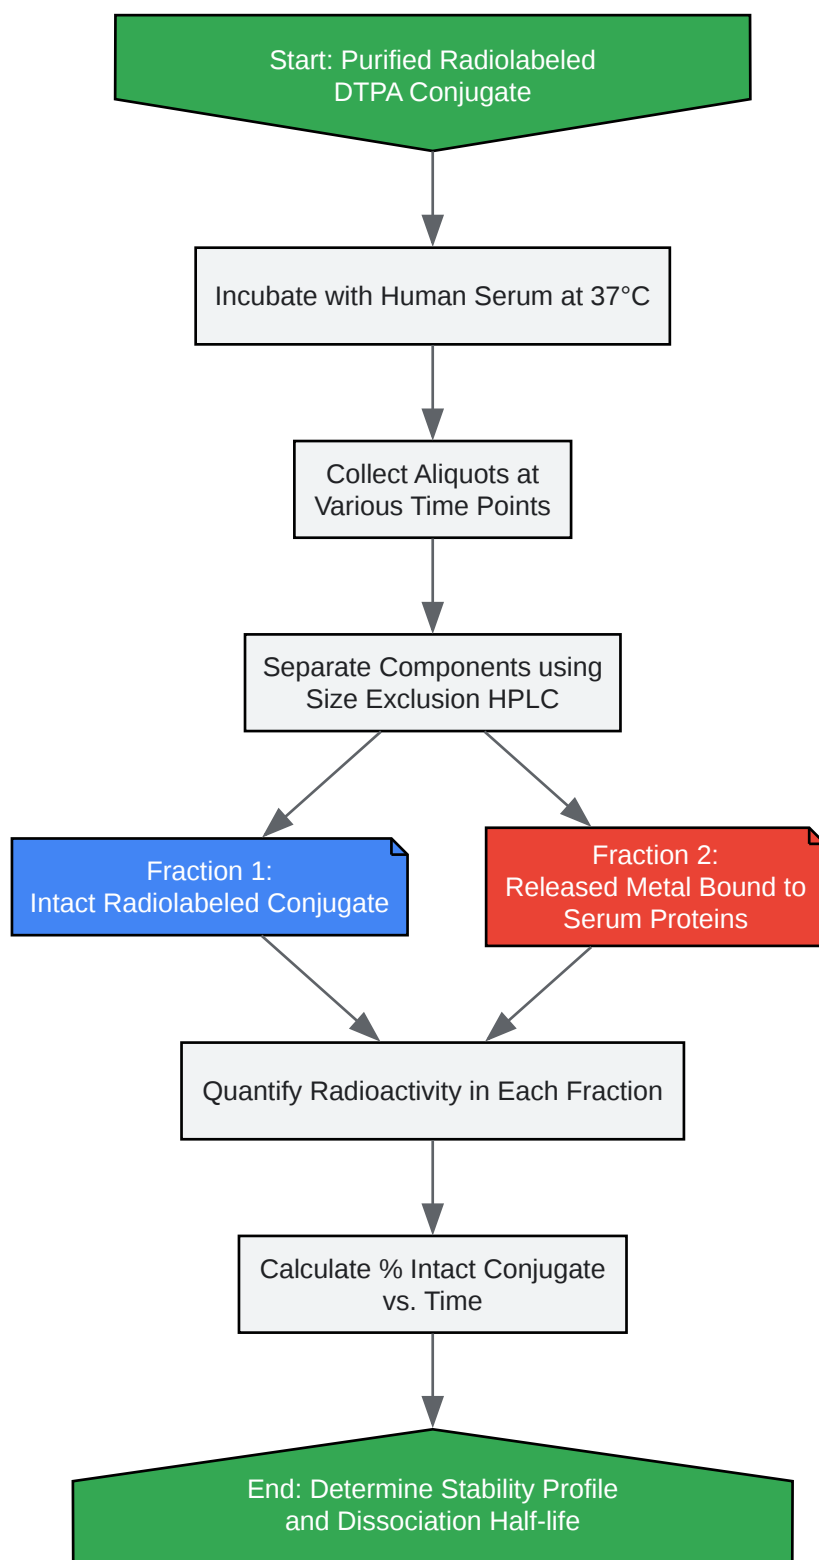 Start: Purified Radiolabeled
DTPA Conjugate
Incubate with Human Serum at 37°C
Collect Aliquots at
Various Time Points
Separate Components using
Size Exclusion HPLC
Fraction 1:
Intact Radiolabeled Conjugate
Fraction 2:
Released Metal Bound to
Serum Proteins
Quantify Radioactivity in Each Fraction
Calculate % Intact Conjugate
vs. Time
End: Determine Stability Profile
and Dissociation Half-life